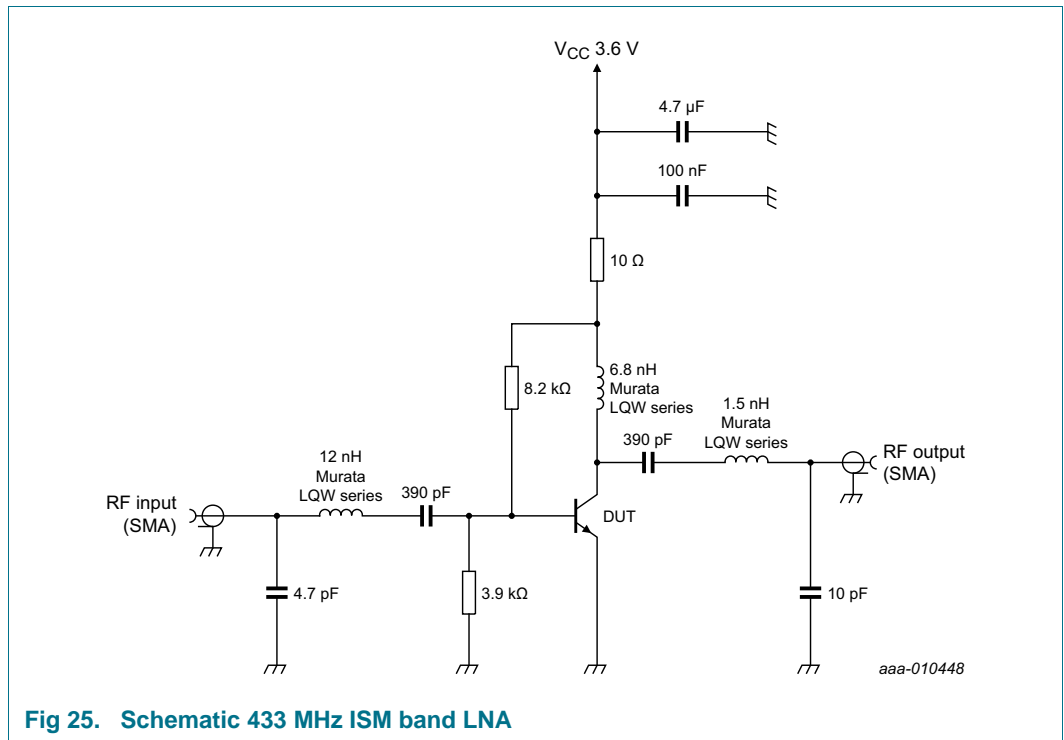 VCC 3.6 V
4.7 µF
100 nF
10 Ω
8.2 kΩ
6.8 nH
Murata
LQW series
1.5 nH
Murata
LQW series
390 pF
RF output
(SMA)
12 nH
Murata
LQW series
390 pF
RF input
(SMA)
DUT
4.7 pF
3.9 kΩ
10 pF
aaa-010448
Fig 25. Schematic 433 MHz ISM band LNA